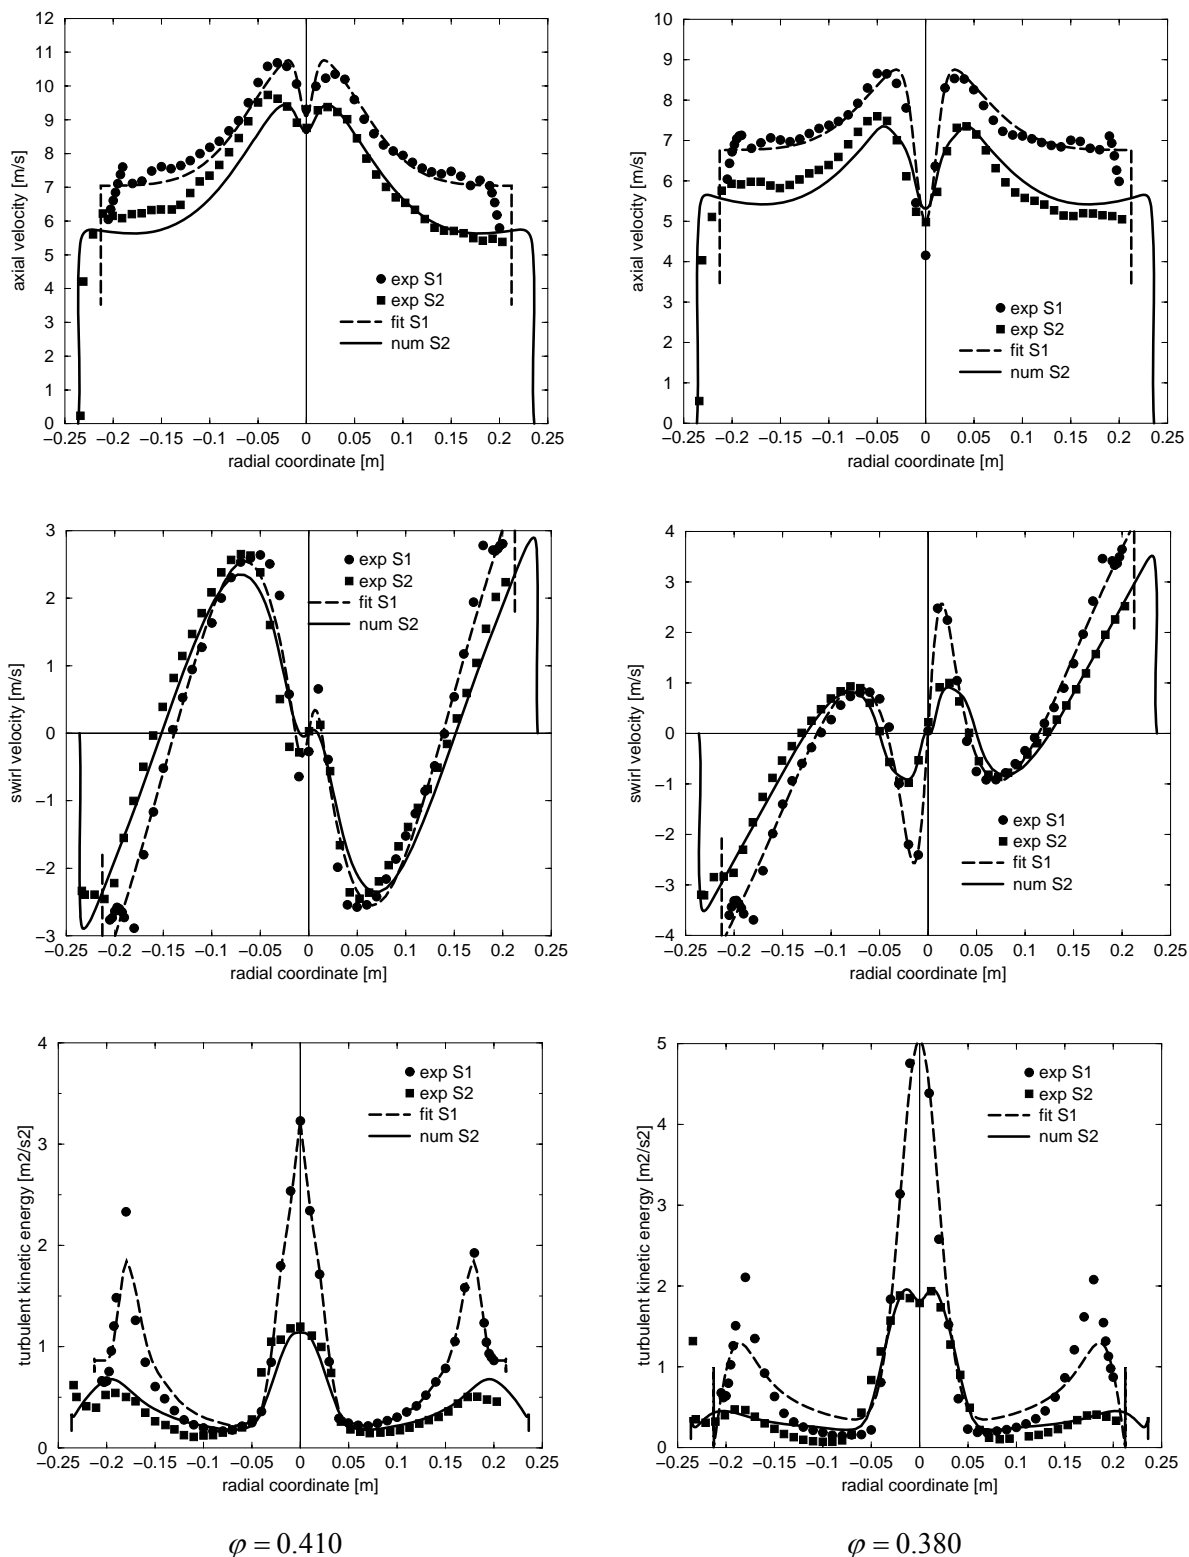 12
11
10
9
8
7
6
5
4
3
2
1
0
axial velocity [m/s]
exp S1
exp S2
fit S1
num S2
−0.25 −0.2 −0.15 −0.1 −0.05 0 0.05 0.1 0.15 0.2 0.25
radial coordinate [m]
10
9
8
7
6
5
4
3
2
1
0
axial velocity [m/s]
exp S1
exp S2
fit S1
num S2
−0.25 −0.2 −0.15 −0.1 −0.05 0 0.05 0.1 0.15 0.2 0.25
radial coordinate [m]
3
2
1
0
−1
−2
−3
swirl velocity [m/s]
exp S1
exp S2
fit S1
num S2
−0.25 −0.2 −0.15 −0.1 −0.05 0 0.05 0.1 0.15 0.2 0.25
radial coordinate [m]
4
3
2
1
0
−1
−2
−3
−4
swirl velocity [m/s]
exp S1
exp S2
fit S1
num S2
−0.25 −0.2 −0.15 −0.1 −0.05 0 0.05 0.1 0.15 0.2 0.25
radial coordinate [m]
4
3
2
1
0
turbulent kinetic energy [m2/s2]
exp S1
exp S2
fit S1
num S2
−0.25 −0.2 −0.15 −0.1 −0.05 0 0.05 0.1 0.15 0.2 0.25
radial coordinate [m]
5
4
3
2
1
0
turbulent kinetic energy [m2/s2]
exp S1
exp S2
fit S1
num S2
−0.25 −0.2 −0.15 −0.1 −0.05 0 0.05 0.1 0.15 0.2 0.25
radial coordinate [m]
φ = 0.410
φ = 0.380